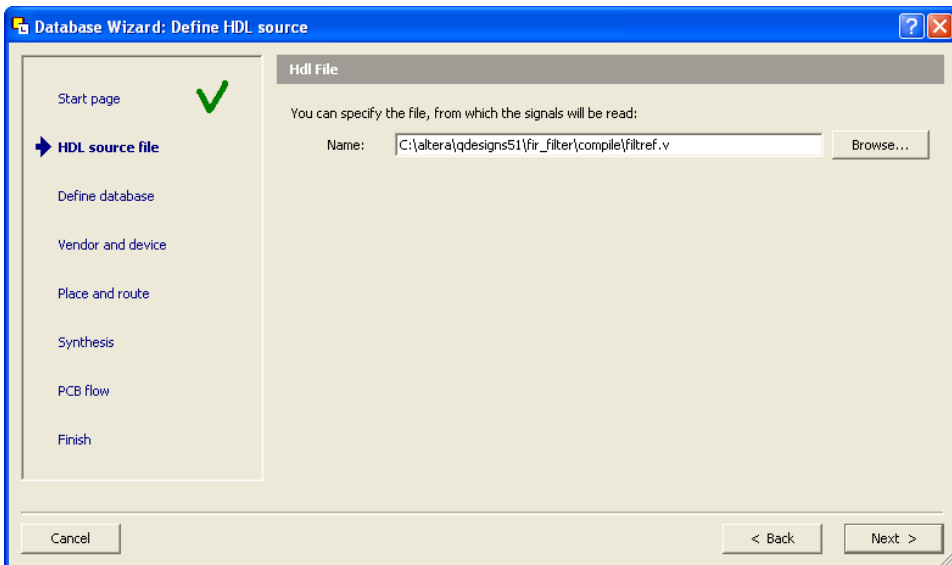 Database Wizard: Define HDL source
Start page
HDL source file
Define database
Vendor and device
Place and route
Synthesis
PCB flow
Finish
Hdl File
You can specify the file, from which the signals will be read:
Name: C:\altera\qdesigns51\fir_filter\compile\filtref.v Browse...
Cancel < Back Next >